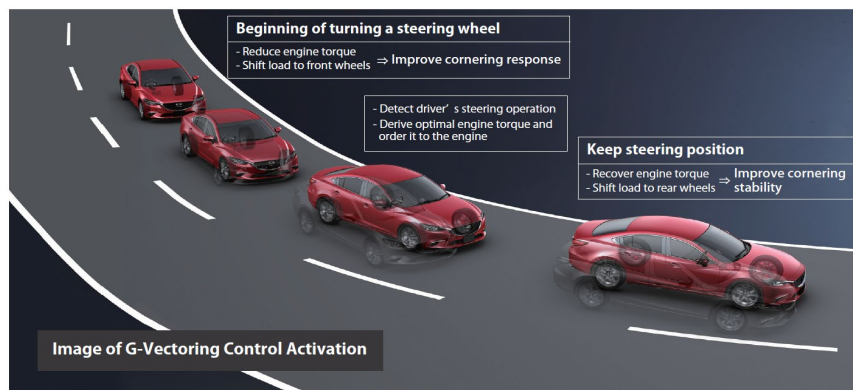 Beginning of turning a steering wheel
- Reduce engine torque
- Shift load to front wheels ⇒ Improve cornering response
- Detect driver's steering operation
- Derive optimal engine torque and
order it to the engine
Keep steering position
- Recover engine torque
- Shift load to rear wheels ⇒ Improve cornering
stability
Image of G-Vectoring Control Activation